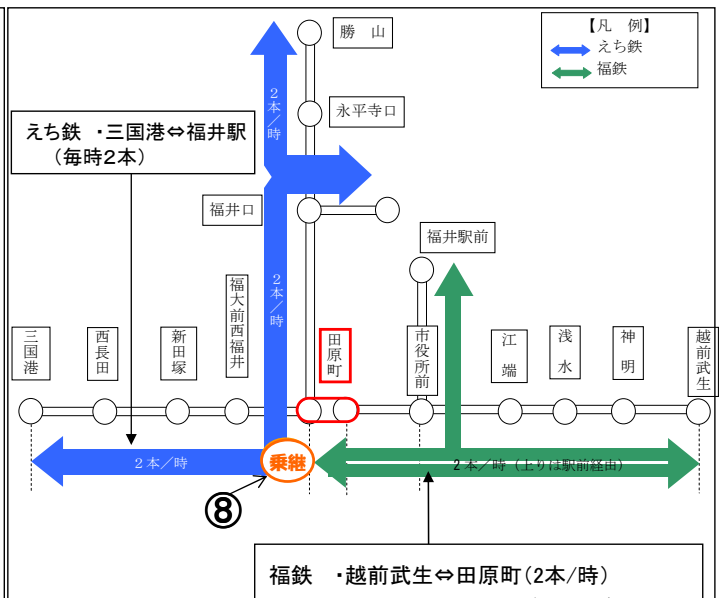 【凡　例】
えち鉄
福鉄
勝　山
永平寺口
えち鉄 ・三国港⇔福井駅
（毎時2本）
2本／時
福井口
福井駅前
2本／時
三国港
西長田
新田塚
福大前西福井
田原町
市役所前
江端
浅水
神明
越前武生
2本／時
乗継
2本／時（上りは駅前経由）
⑧
福鉄 ・越前武生⇔田原町(2本/時)